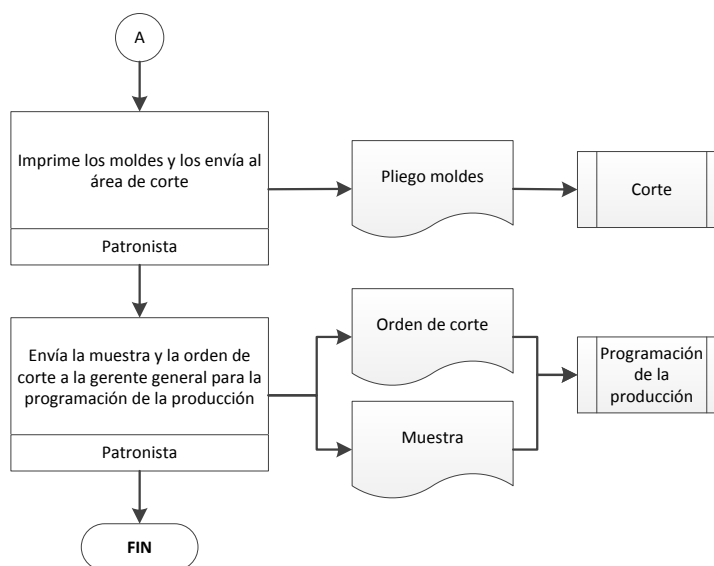 A
Imprime los moldes y los envía al
área de corte
Patronista
Pliego moldes
Corte
Envía la muestra y la orden de
corte a la gerente general para la
programación de la producción
Patronista
Orden de corte
Muestra
Programación
de la
producción
FIN